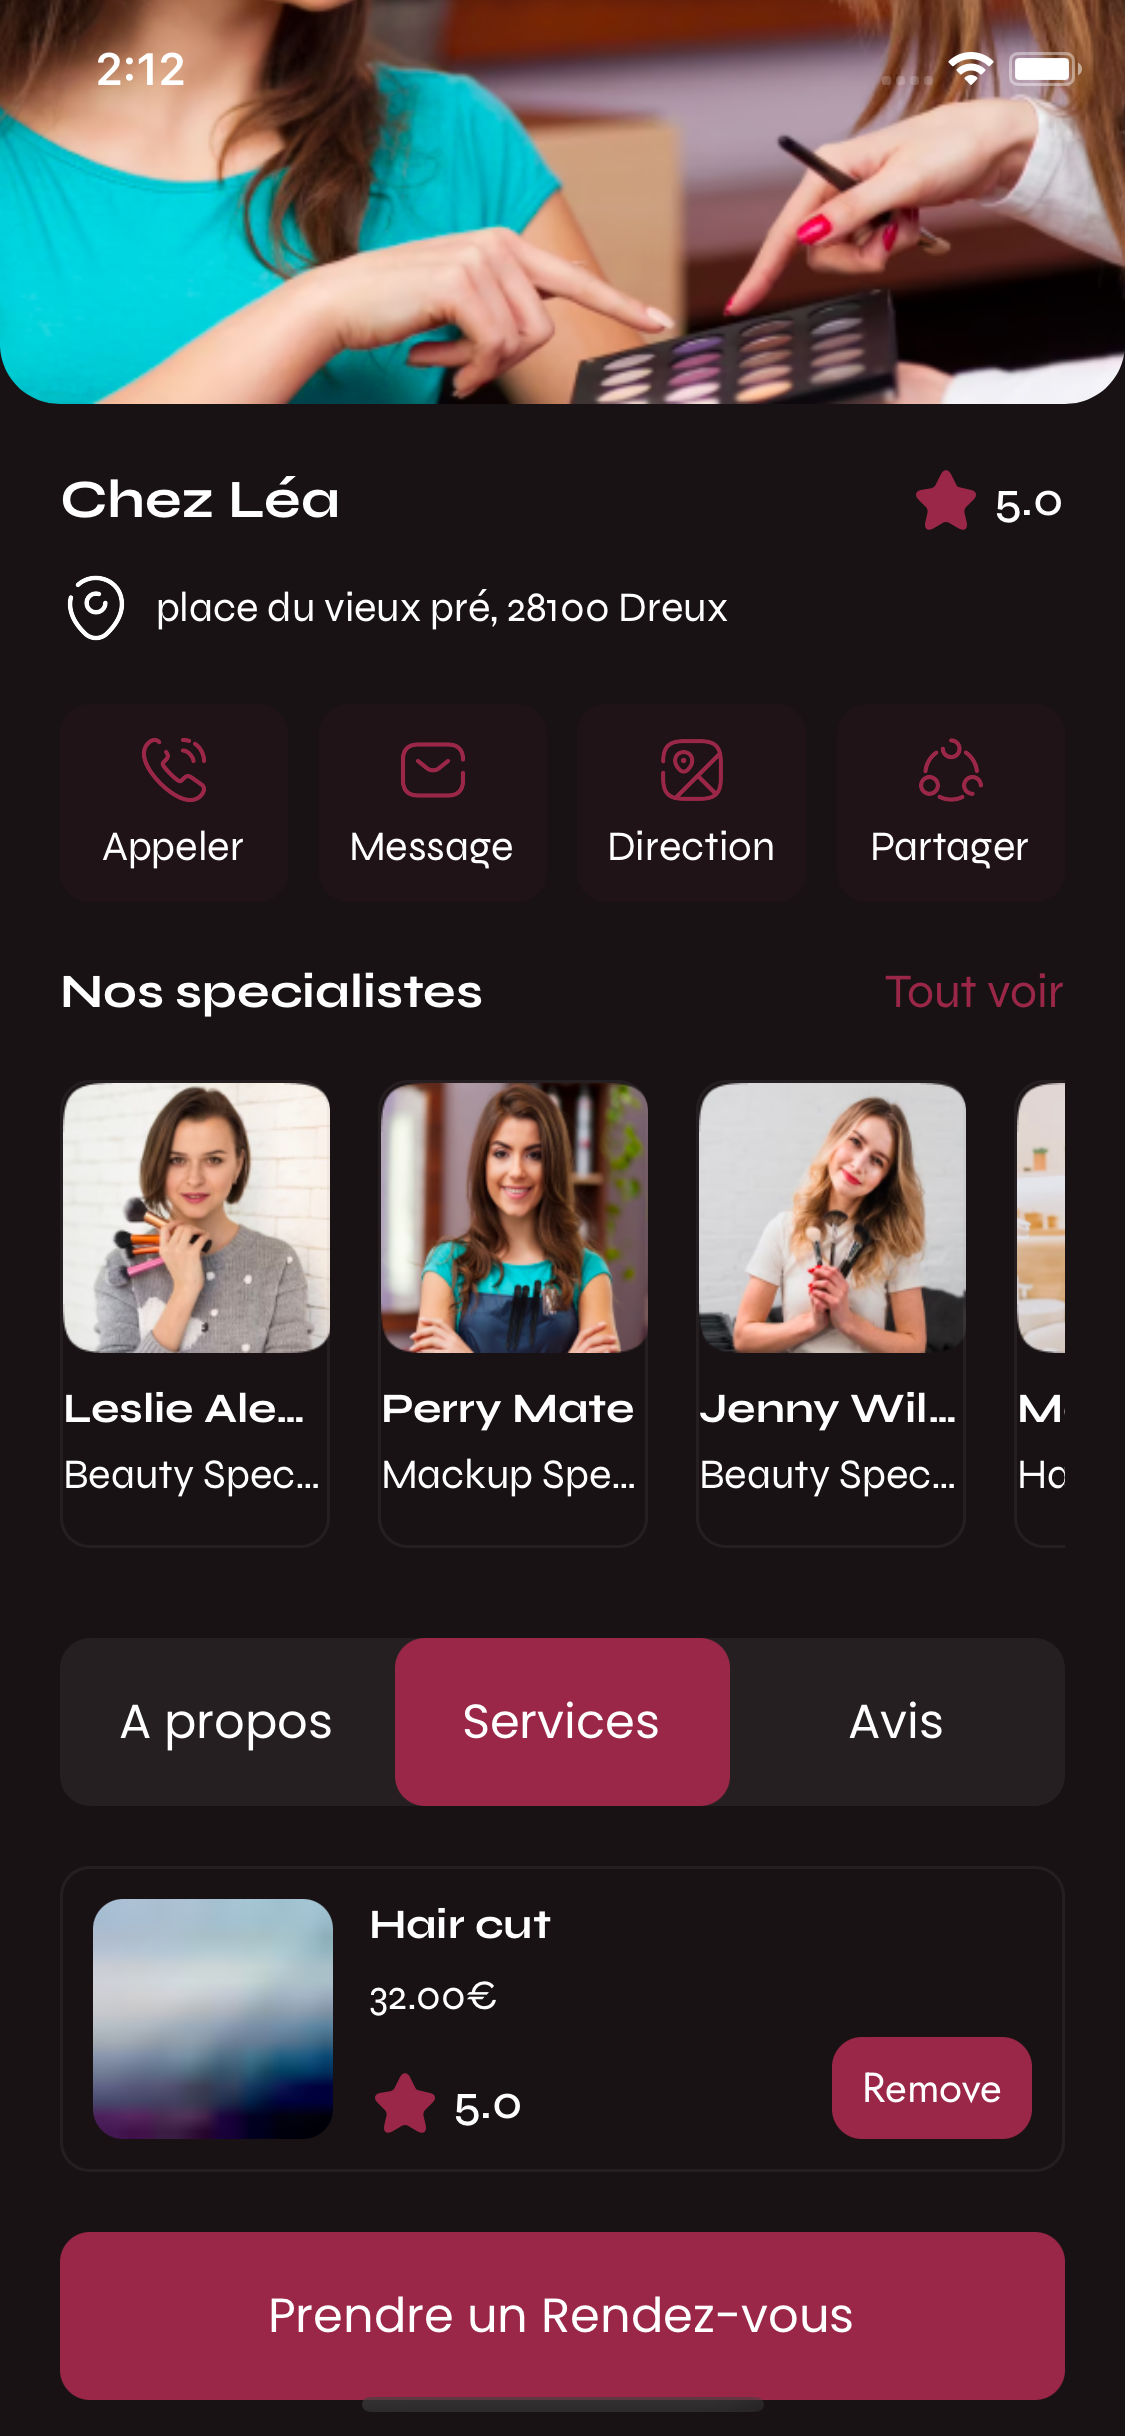 2:12
Chez Léa
5.0
place du vieux pré, 28100 Dreux
Appeler
Message
Direction
Partager
Nos specialistes
Tout voir
Leslie Ale...
Perry Mate
Jenny Wil...
Beauty Spec...
Mackup Spe...
Beauty Spec...
A propos
Services
Avis
Hair cut
32.00€
5.0
Remove
Prendre un Rendez-vous